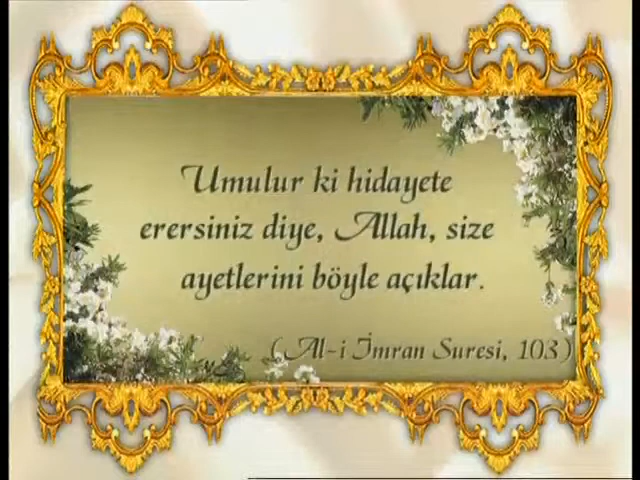 Umulur ki hidayete
erersiniz diye, Allah, size
ayetlerini böyle açıklar.
(Al-i İmran Suresi, 103)